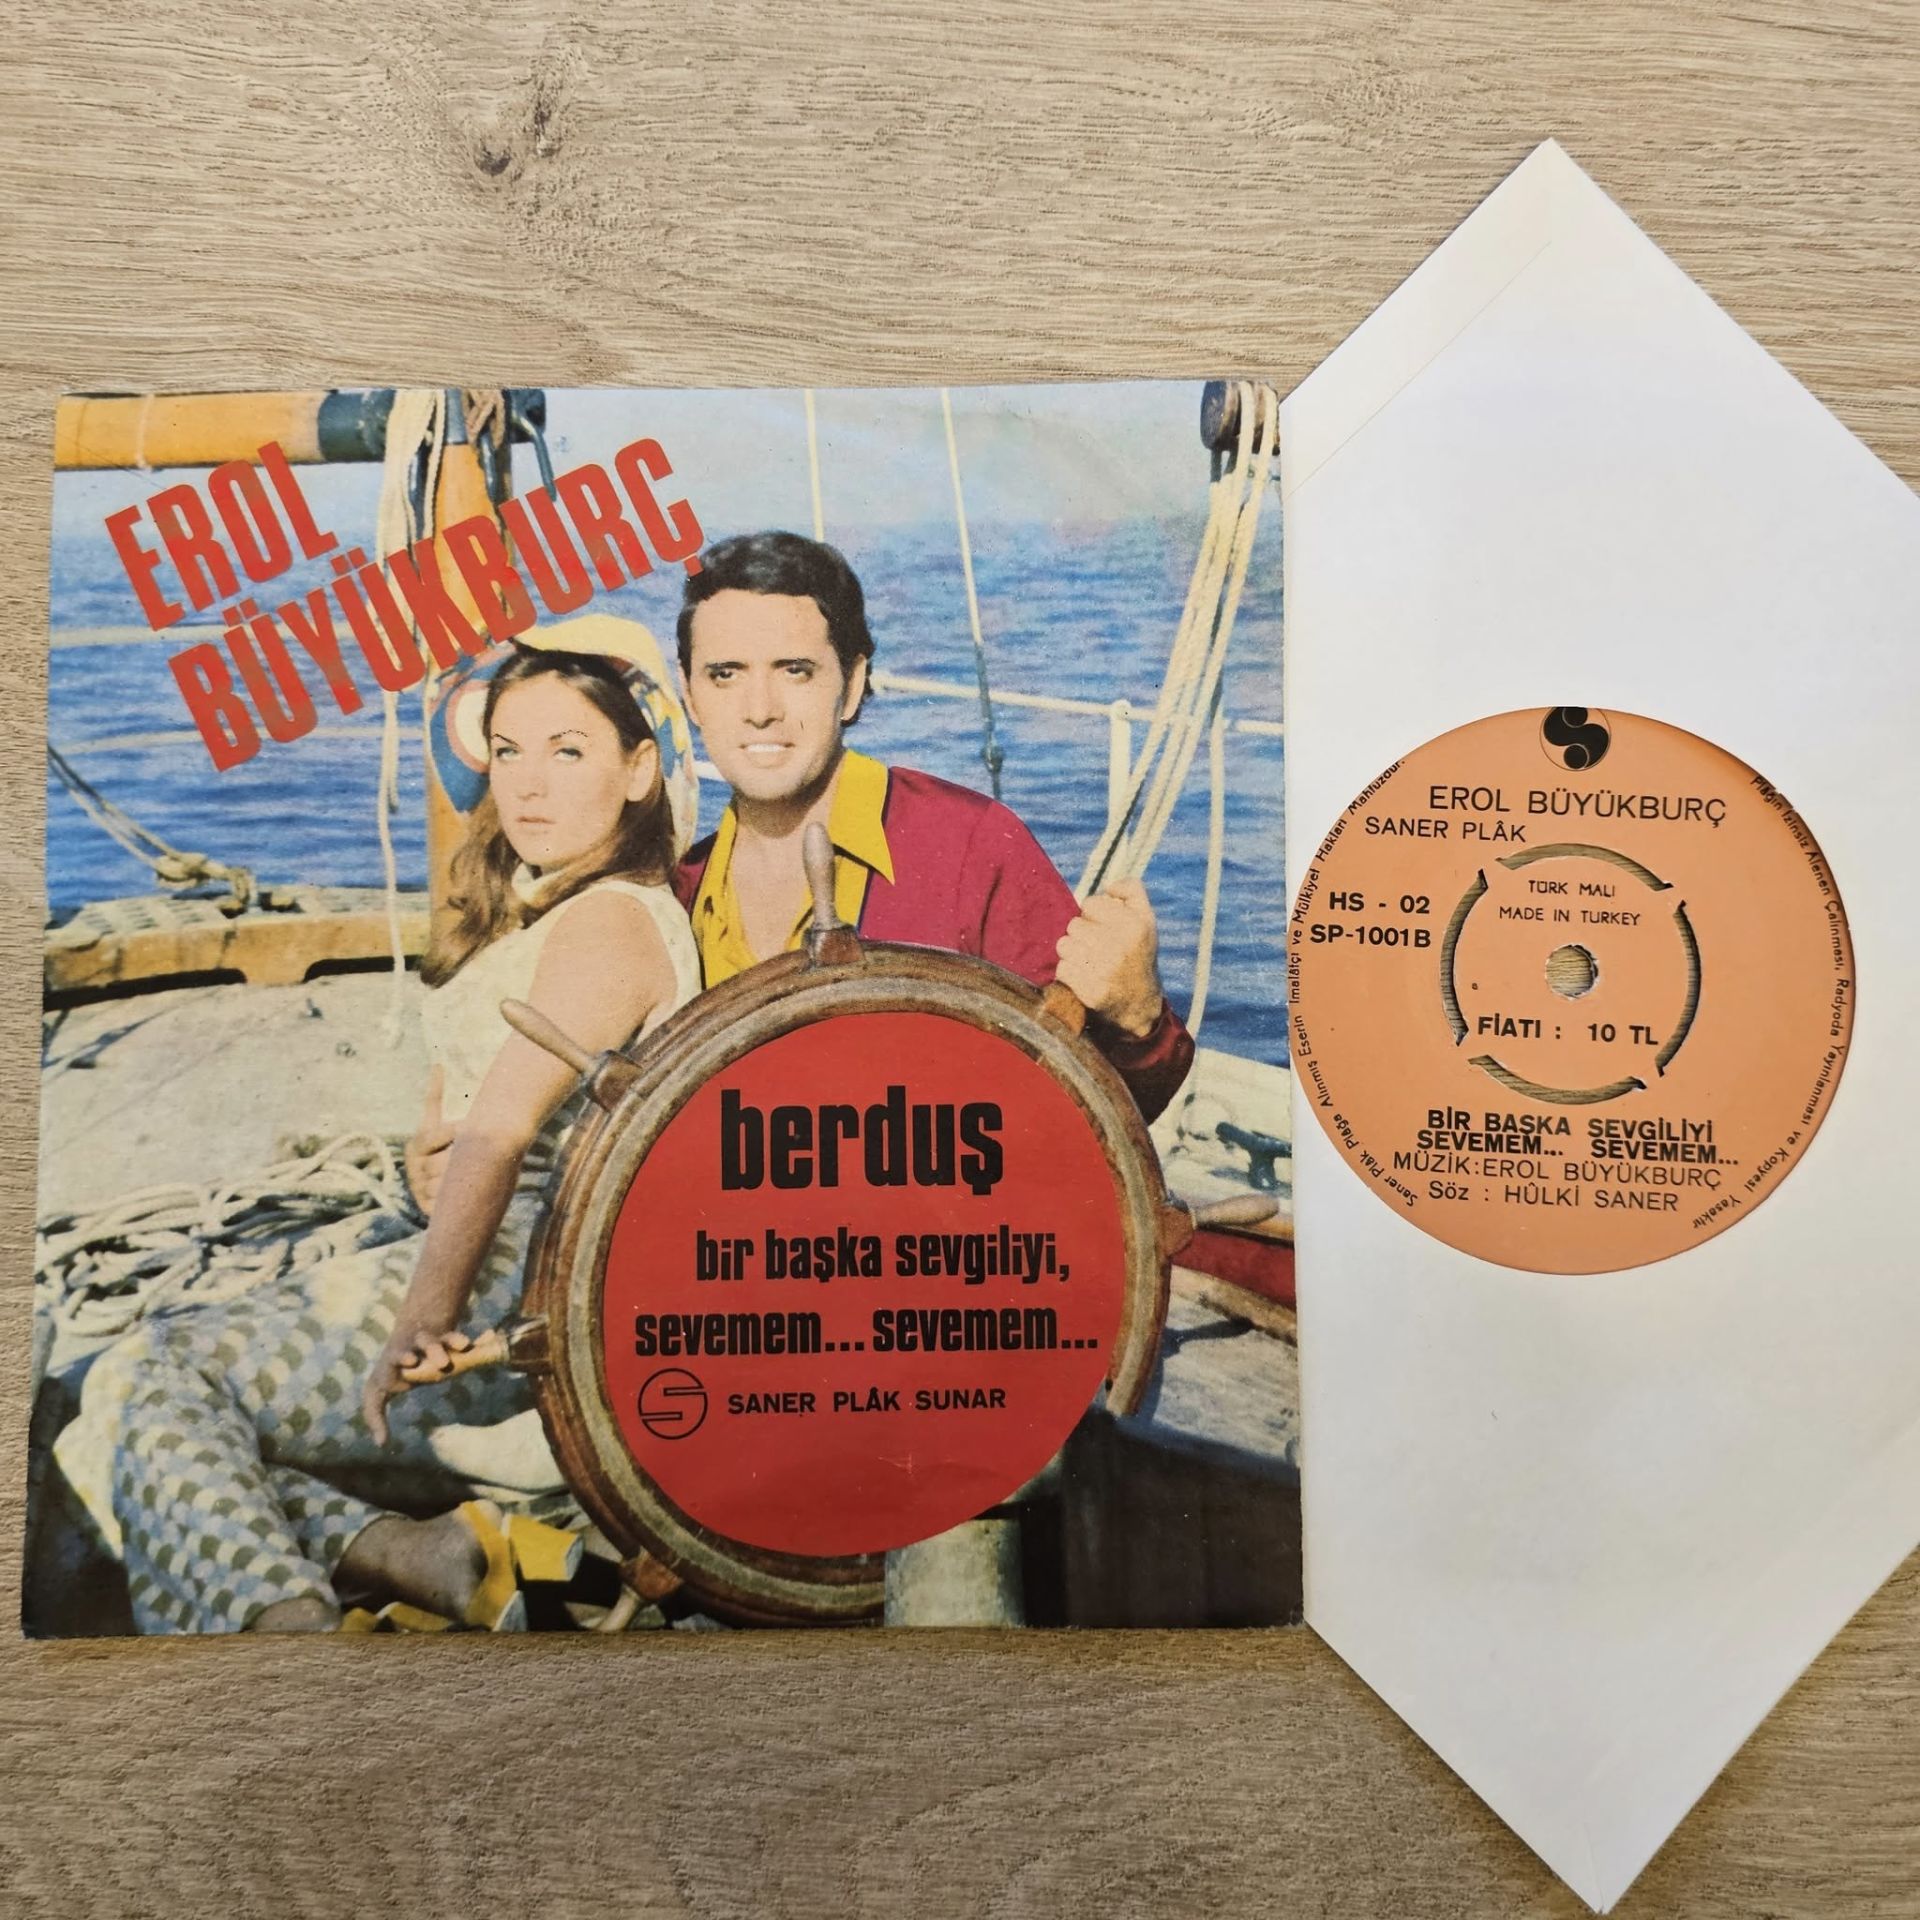 EROL
BÜYÜKBURÇ
berduş
bir başka sevgiliyi,
sevemem... sevemem...
SANER PLÂK SUNAR
EROL BÜYÜKBURÇ
SANER PLÂK
TÜRK MALI
MADE IN TURKEY
HS - 02
SP-1001B
FİATI : 10 TL
BİR BAŞKA SEVGİLİYİ
SEVEMEM... SEVEMEM...
MÜZİK:EROL BÜYÜKBURÇ
Söz : HÛLKİ SANER
Saner Plâk Plâğa Alınmış Eserin İmalâtçı ve Mülkiyet Hakları Mahfuzdur.
Plâğın İzinsiz Alenen Çalınması, Radyoda Yayınlanması ve Kopyesi Yasaktır